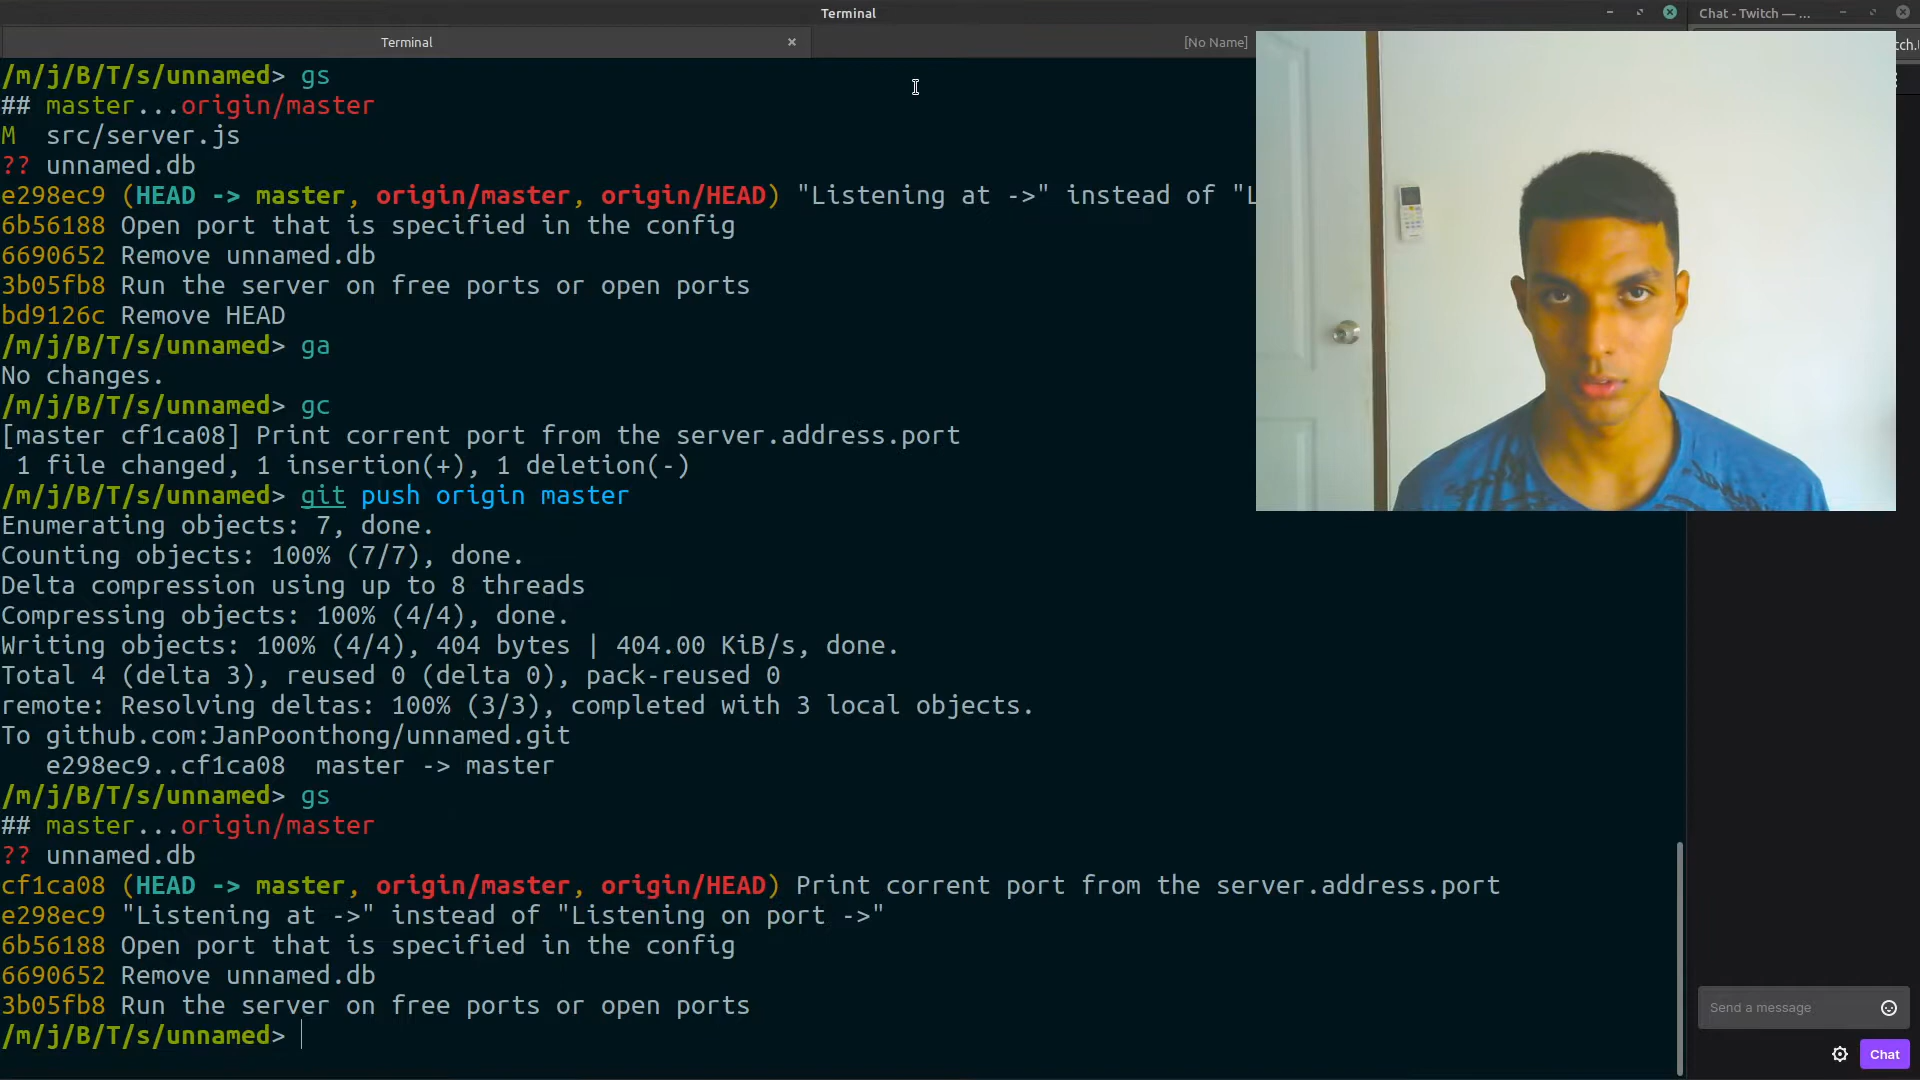 Terminal
Chat - Twitch — ...
Terminal
[No Name]
tch.
/m/j/B/T/s/unnamed> gs
## master...origin/master
M  src/server.js
?? unnamed.db
e298ec9 (HEAD -> master, origin/master, origin/HEAD) "Listening at ->" instead of "L
6b56188 Open port that is specified in the config
6690652 Remove unnamed.db
3b05fb8 Run the server on free ports or open ports
bd9126c Remove HEAD
/m/j/B/T/s/unnamed> ga
No changes.
/m/j/B/T/s/unnamed> gc
[master cf1ca08] Print corrent port from the server.address.port
 1 file changed, 1 insertion(+), 1 deletion(-)
/m/j/B/T/s/unnamed> git push origin master
Enumerating objects: 7, done.
Counting objects: 100% (7/7), done.
Delta compression using up to 8 threads
Compressing objects: 100% (4/4), done.
Writing objects: 100% (4/4), 404 bytes | 404.00 KiB/s, done.
Total 4 (delta 3), reused 0 (delta 0), pack-reused 0
remote: Resolving deltas: 100% (3/3), completed with 3 local objects.
To github.com:JanPoonthong/unnamed.git
   e298ec9..cf1ca08  master -> master
/m/j/B/T/s/unnamed> gs
## master...origin/master
?? unnamed.db
cf1ca08 (HEAD -> master, origin/master, origin/HEAD) Print corrent port from the server.address.port
e298ec9 "Listening at ->" instead of "Listening on port ->"
6b56188 Open port that is specified in the config
6690652 Remove unnamed.db
3b05fb8 Run the server on free ports or open ports
/m/j/B/T/s/unnamed>
Send a message
Chat